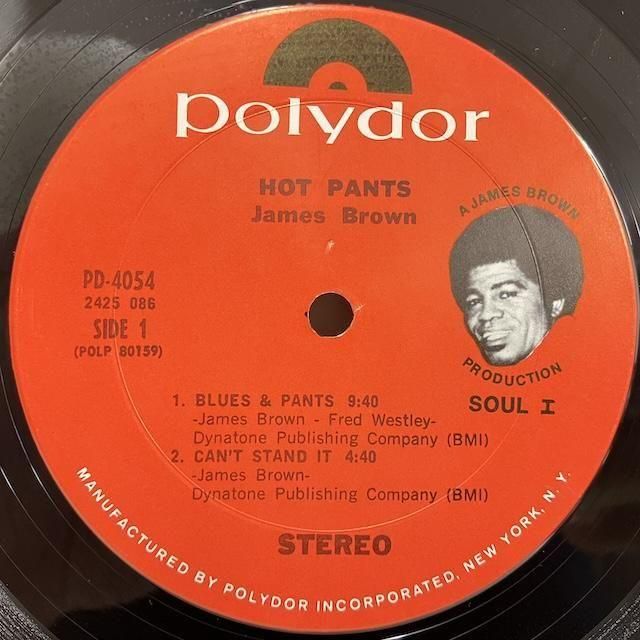 polydor
HOT PANTS
James Brown
A JAMES BROWN
PRODUCTION
SOUL I
PD-4054
2425 086
SIDE 1
(POLP 80159)
1. BLUES & PANTS 9:40
-James Brown - Fred Westley-
Dynatone Publishing Company (BMI)
2. CAN'T STAND IT 4:40
-James Brown-
Dynatone Publishing Company (BMI)
STEREO
MANUFACTURED BY POLYDOR INCORPORATED, NEW YORK, N.Y.